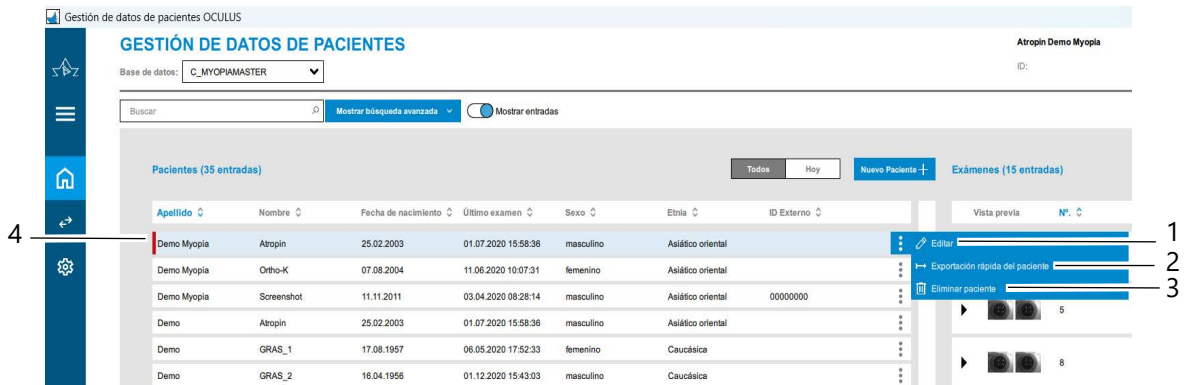 Gestión de datos de pacientes OCULUS
GESTIÓN DE DATOS DE PACIENTES
Atropin Demo Myopia
Base de datos: C_MYOPIAMASTER
ID:
Buscar Mostrar búsqueda avanzada Mostrar entradas
Pacientes (35 entradas) Todos Hoy Nuevo Paciente Exámenes (15 entradas)
Apellido Nombre Fecha de nacimiento Último examen Sexo Etnia ID Externo Vista previa Nº.
4 Demo Myopia Atropin 25.02.2003 01.07.2020 15:58:36 masculino Asiático oriental Editar 1
Demo Myopia Ortho-K 07.08.2004 11.06.2020 10:07:31 femenino Asiático oriental Exportación rápida del paciente 2
Demo Myopia Screenshot 11.11.2011 03.04.2020 08:28:14 masculino Asiático oriental 00000000 Eliminar paciente 3
5
Demo Atropin 25.02.2003 01.07.2020 15:58:36 masculino Asiático oriental
Demo GRAS_1 17.08.1957 06.05.2020 17:52:33 femenino Caucásica
8
Demo GRAS_2 16.04.1956 01.12.2020 15:43:03 masculino Caucásica